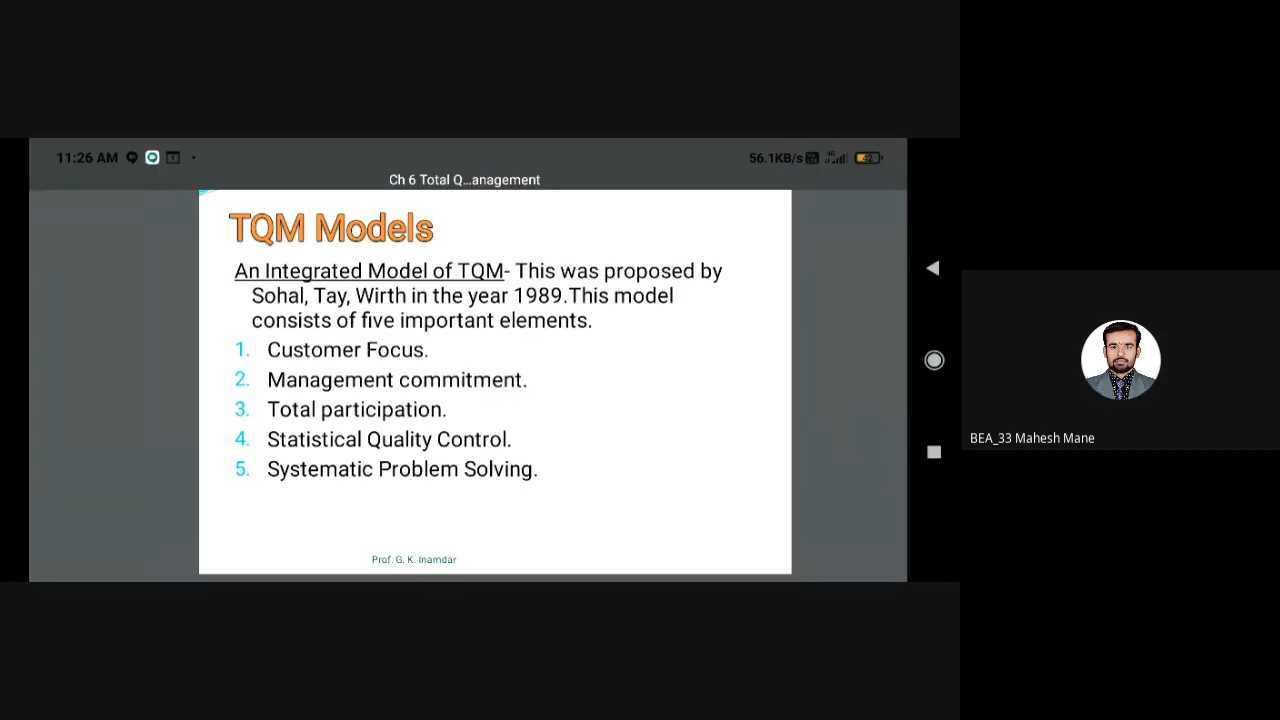 11:26 AM
56.1KB/s
4G
42
Ch 6 Total Q...anagement
TQM Models
An Integrated Model of TQM- This was proposed by
Sohal, Tay, Wirth in the year 1989.This model
consists of five important elements.
1. Customer Focus.
2. Management commitment.
3. Total participation.
4. Statistical Quality Control.
5. Systematic Problem Solving.
Prof. G. K. Inamdar
BEA_33 Mahesh Mane